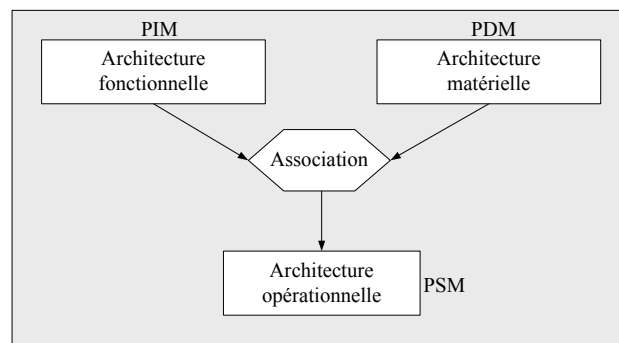 PIM
PDM
Architecture
fonctionnelle
Architecture
matérielle
Association
Architecture
opérationnelle
PSM